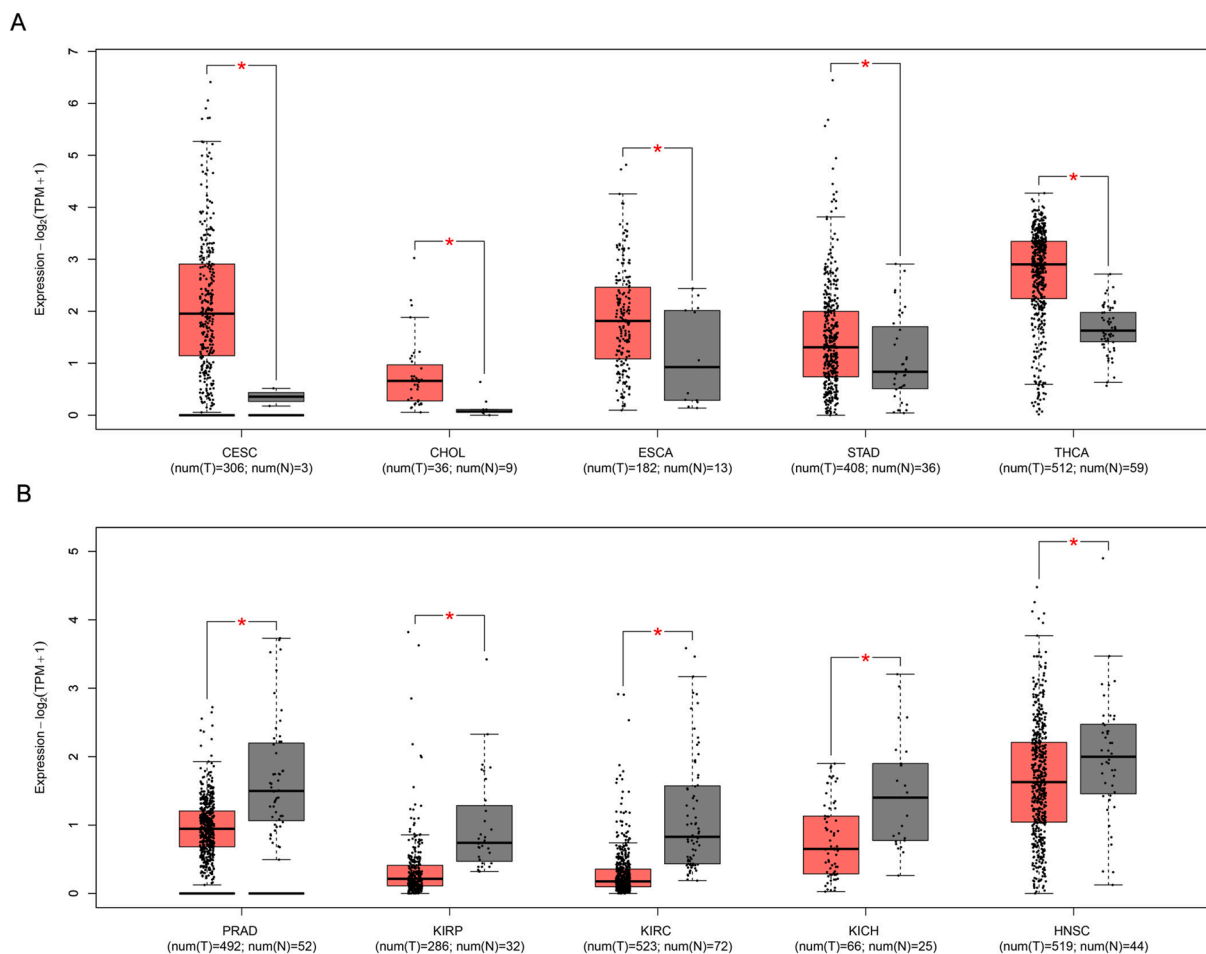 A
7
6
5
4
3
2
1
0
Expression − log2(TPM + 1)
* * * * *
CESC CHOL ESCA STAD THCA
(num(T)=306; num(N)=3) (num(T)=36; num(N)=9) (num(T)=182; num(N)=13) (num(T)=408; num(N)=36) (num(T)=512; num(N)=59)
B
5
4
3
2
1
0
Expression − log2(TPM + 1)
* * * * *
PRAD KIRP KIRC KICH HNSC
(num(T)=492; num(N)=52) (num(T)=286; num(N)=32) (num(T)=523; num(N)=72) (num(T)=66; num(N)=25) (num(T)=519; num(N)=44)